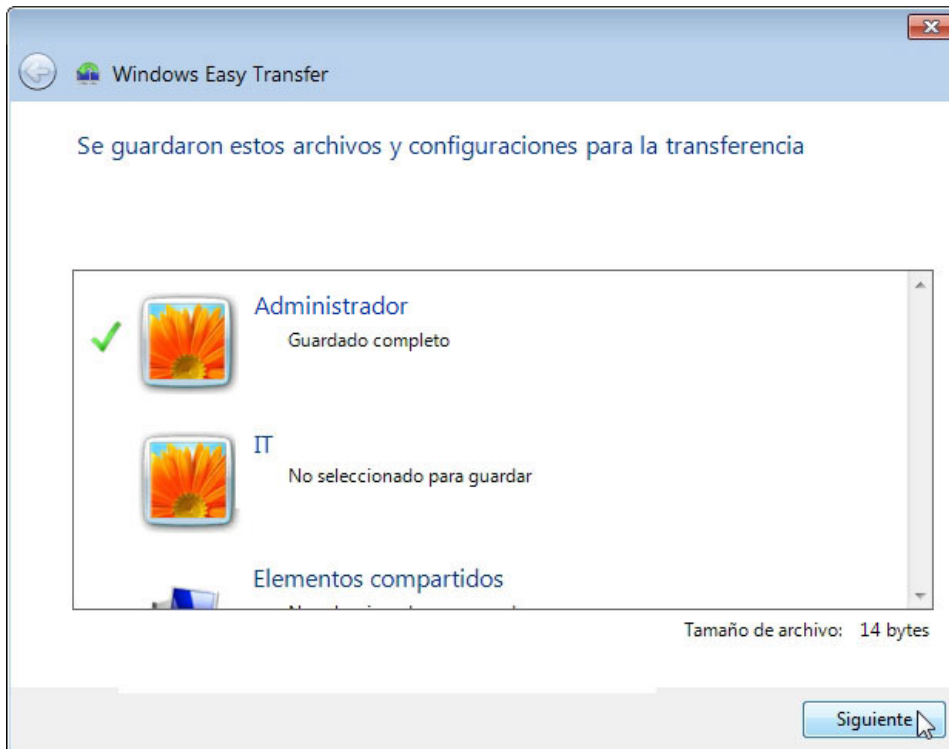 Windows Easy Transfer
Se guardaron estos archivos y configuraciones para la transferencia
Administrador
Guardado completo
IT
No seleccionado para guardar
Elementos compartidos
Tamaño de archivo: 14 bytes
Siguiente